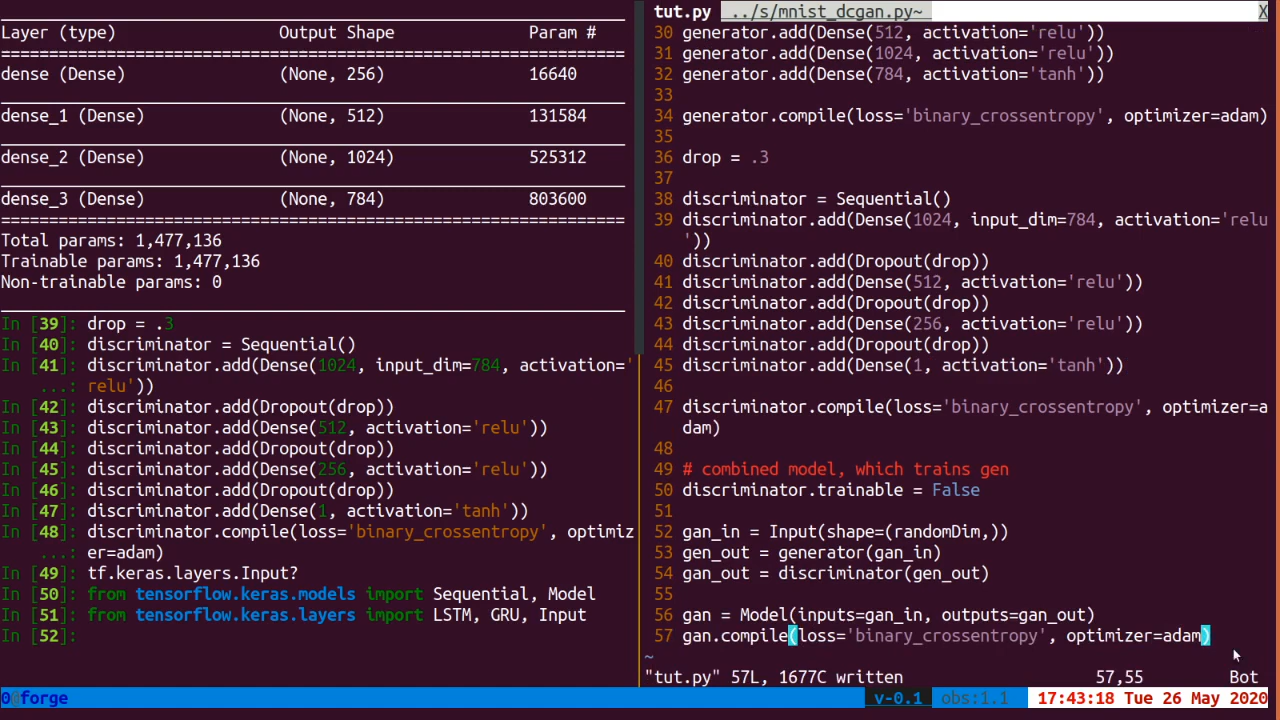 Layer (type) Output Shape Param #
=================================================================
dense (Dense) (None, 256) 16640
_________________________________________________________________
dense_1 (Dense) (None, 512) 131584
_________________________________________________________________
dense_2 (Dense) (None, 1024) 525312
_________________________________________________________________
dense_3 (Dense) (None, 784) 803600
=================================================================
Total params: 1,477,136
Trainable params: 1,477,136
Non-trainable params: 0
_________________________________________________________________
In [39]: drop = .3
In [40]: discriminator = Sequential()
In [41]: discriminator.add(Dense(1024, input_dim=784, activation='
...: relu'))
In [42]: discriminator.add(Dropout(drop))
In [43]: discriminator.add(Dense(512, activation='relu'))
In [44]: discriminator.add(Dropout(drop))
In [45]: discriminator.add(Dense(256, activation='relu'))
In [46]: discriminator.add(Dropout(drop))
In [47]: discriminator.add(Dense(1, activation='tanh'))
In [48]: discriminator.compile(loss='binary_crossentropy', optimiz
...: er=adam)
In [49]: tf.keras.layers.Input?
In [50]: from tensorflow.keras.models import Sequential, Model
In [51]: from tensorflow.keras.layers import LSTM, GRU, Input
In [52]:
tut.py ../s/mnist_dcgan.py~ X
30 generator.add(Dense(512, activation='relu'))
31 generator.add(Dense(1024, activation='relu'))
32 generator.add(Dense(784, activation='tanh'))
33
34 generator.compile(loss='binary_crossentropy', optimizer=adam)
35
36 drop = .3
37
38 discriminator = Sequential()
39 discriminator.add(Dense(1024, input_dim=784, activation='relu
'))
40 discriminator.add(Dropout(drop))
41 discriminator.add(Dense(512, activation='relu'))
42 discriminator.add(Dropout(drop))
43 discriminator.add(Dense(256, activation='relu'))
44 discriminator.add(Dropout(drop))
45 discriminator.add(Dense(1, activation='tanh'))
46
47 discriminator.compile(loss='binary_crossentropy', optimizer=a
dam)
48
49 # combined model, which trains gen
50 discriminator.trainable = False
51
52 gan_in = Input(shape=(randomDim,))
53 gen_out = generator(gan_in)
54 gan_out = discriminator(gen_out)
55
56 gan = Model(inputs=gan_in, outputs=gan_out)
57 gan.compile(loss='binary_crossentropy', optimizer=adam)
~
"tut.py" 57L, 1677C written 57,55 Bot
0@forge v-0.1 obs:1.1 17:43:18 Tue 26 May 2020